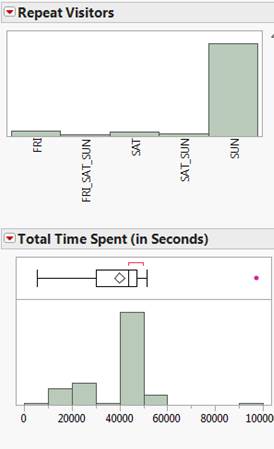 Repeat Visitors
FRI
FRI_SAT_SUN
SAT
SAT_SUN
SUN
Total Time Spent (in Seconds)
0 20000 40000 60000 80000 10000